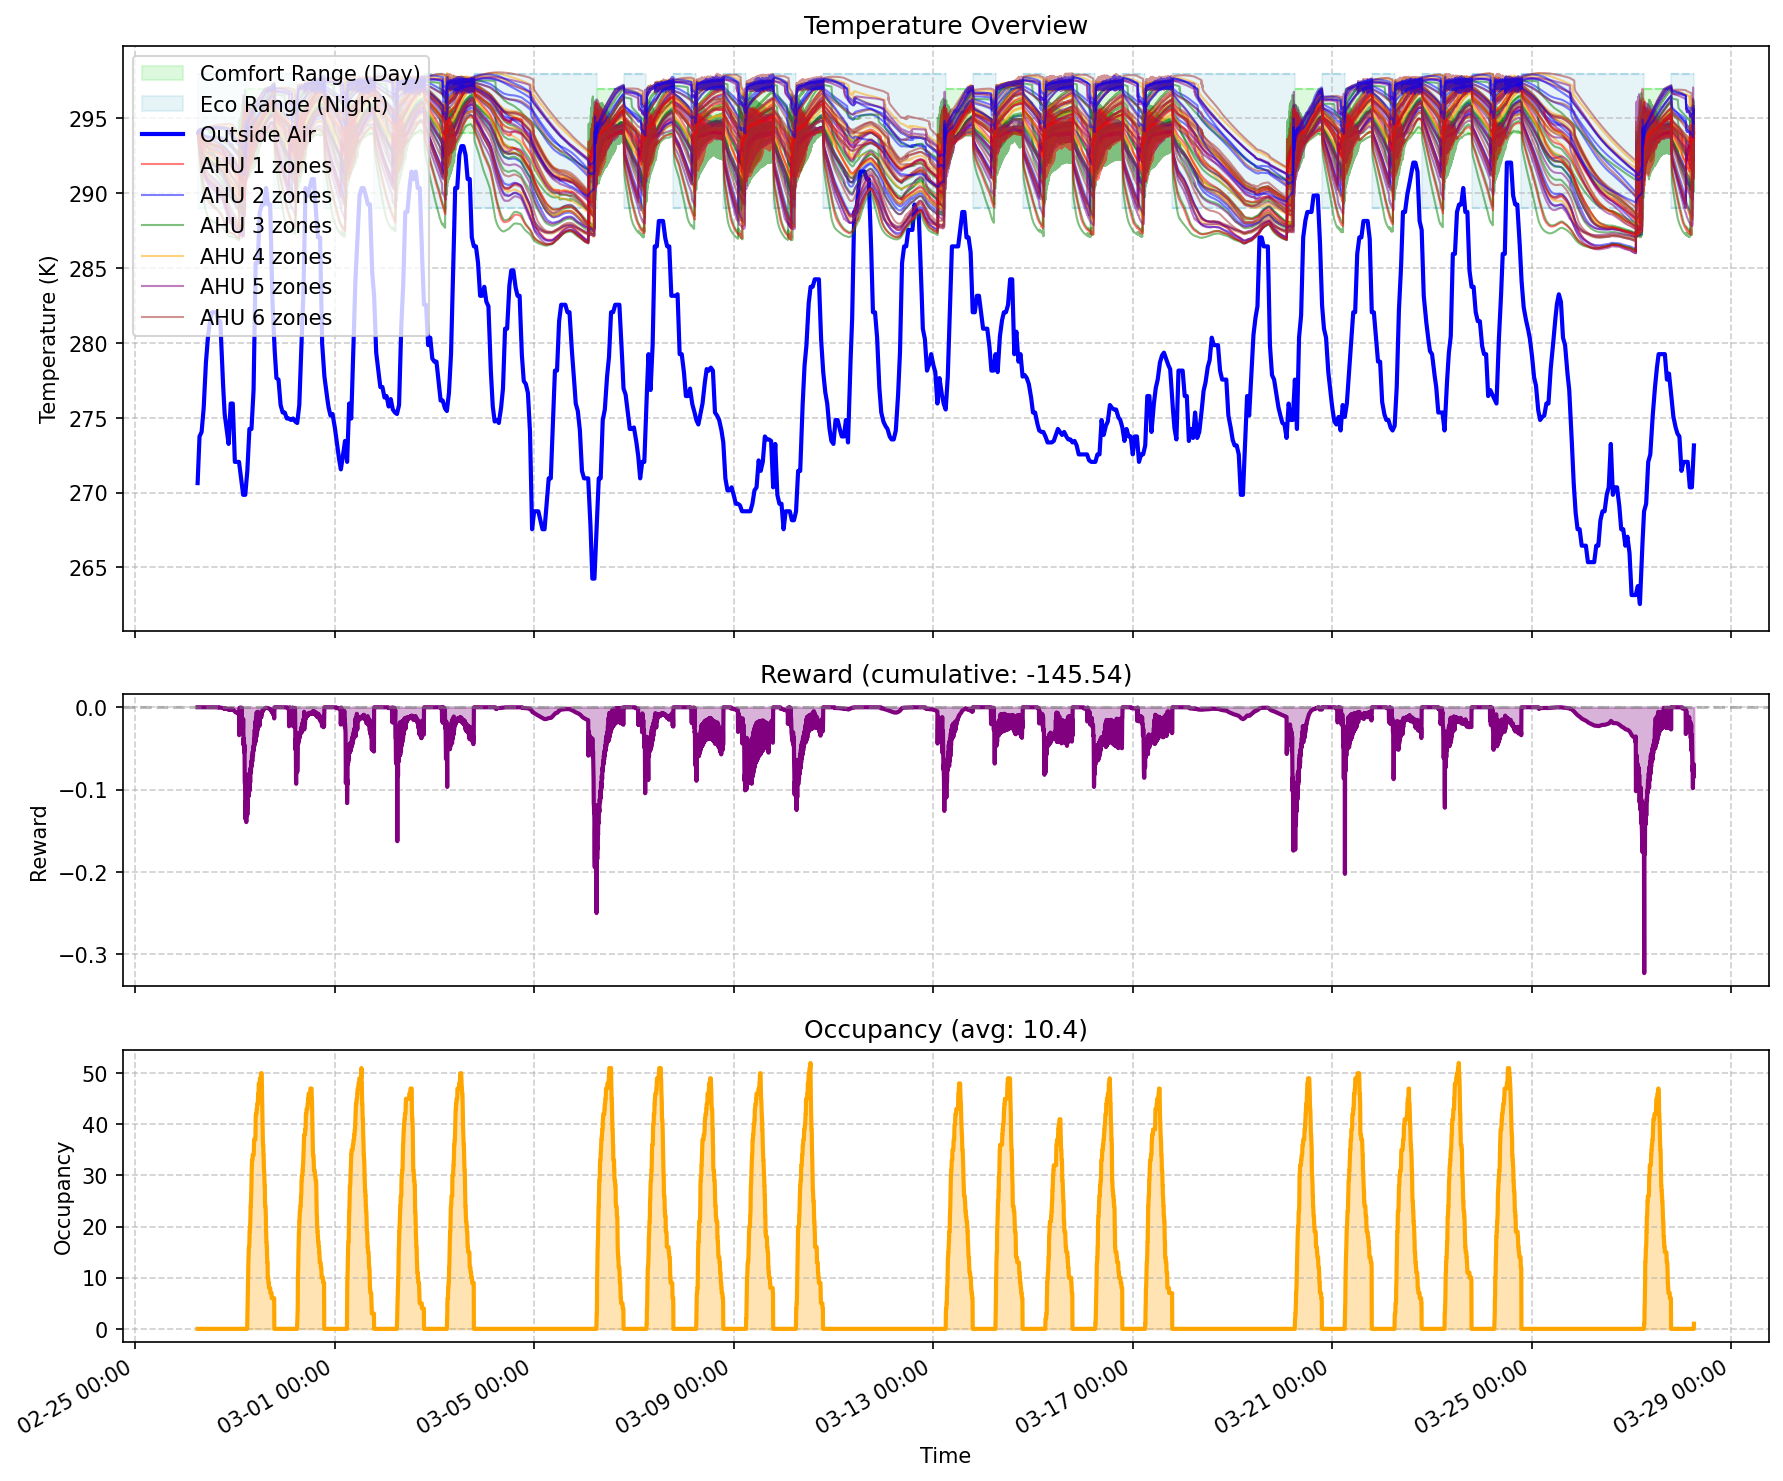 Temperature Overview
Comfort Range (Day)
Eco Range (Night)
Outside Air
AHU 1 zones
AHU 2 zones
AHU 3 zones
AHU 4 zones
AHU 5 zones
AHU 6 zones
Temperature (K)
295
290
285
280
275
270
265
Reward (cumulative: -145.54)
Reward
0.0
−0.1
−0.2
−0.3
Occupancy (avg: 10.4)
Occupancy
50
40
30
20
10
0
02-25 00:00
03-01 00:00
03-05 00:00
03-09 00:00
03-13 00:00
03-17 00:00
03-21 00:00
03-25 00:00
03-29 00:00
Time